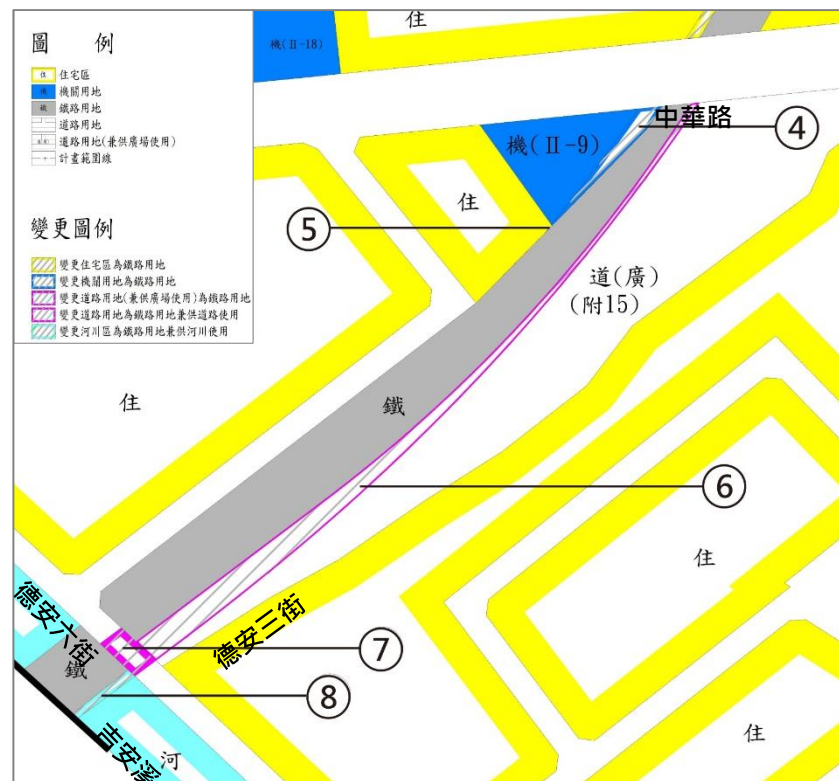 圖 例
住 住宅區
機 機關用地
鐵 鐵路用地
道路用地
道路用地(兼供廣場使用)
計畫範圍線
變更圖例
變更住宅區為鐵路用地
變更機關用地為鐵路用地
變更道路用地(兼供廣場使用)為鐵路用地
變更道路用地為鐵路用地兼供道路使用
變更河川區為鐵路用地兼供河川使用
住
機(II-18)
中華路
④
機(II-9)
住
⑤
道(廣)
(附15)
住
鐵
⑥
住
德安六街
德安三街
⑦
鐵
⑧
住
吉安溪
河